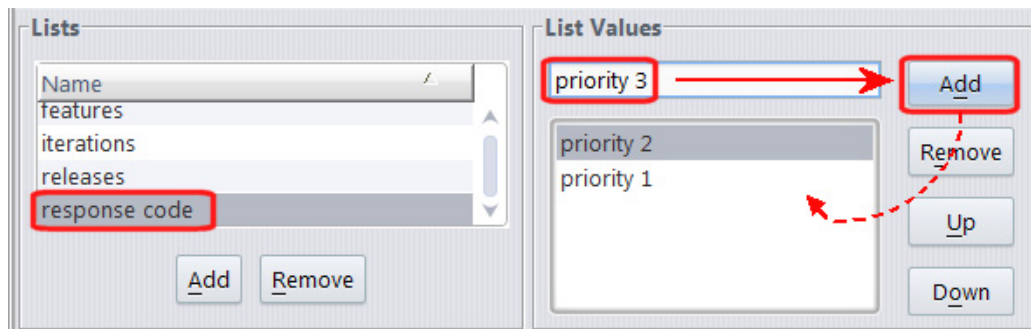 Lists
Name
features
iterations
releases
response code
Add
Remove
List Values
priority 3
Add
priority 2
priority 1
Remove
Up
Down